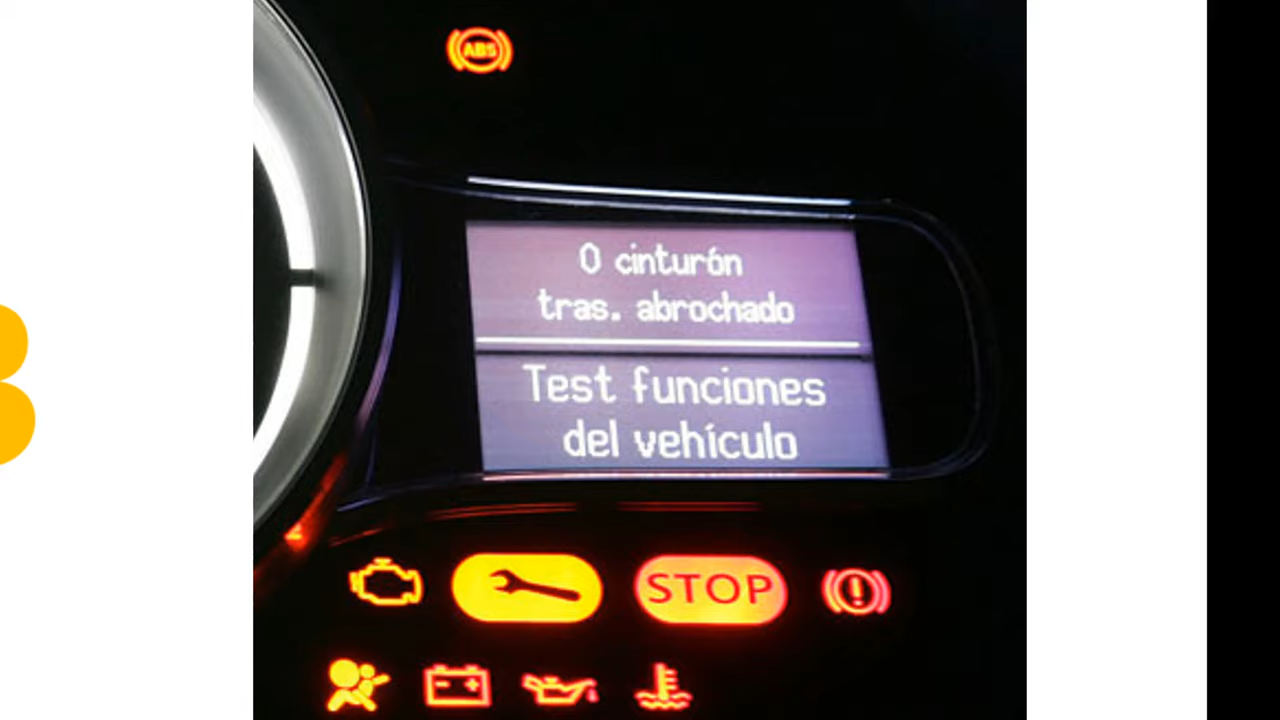 ABS
0 cinturón
tras. abrochado
Test funciones
del vehículo
STOP